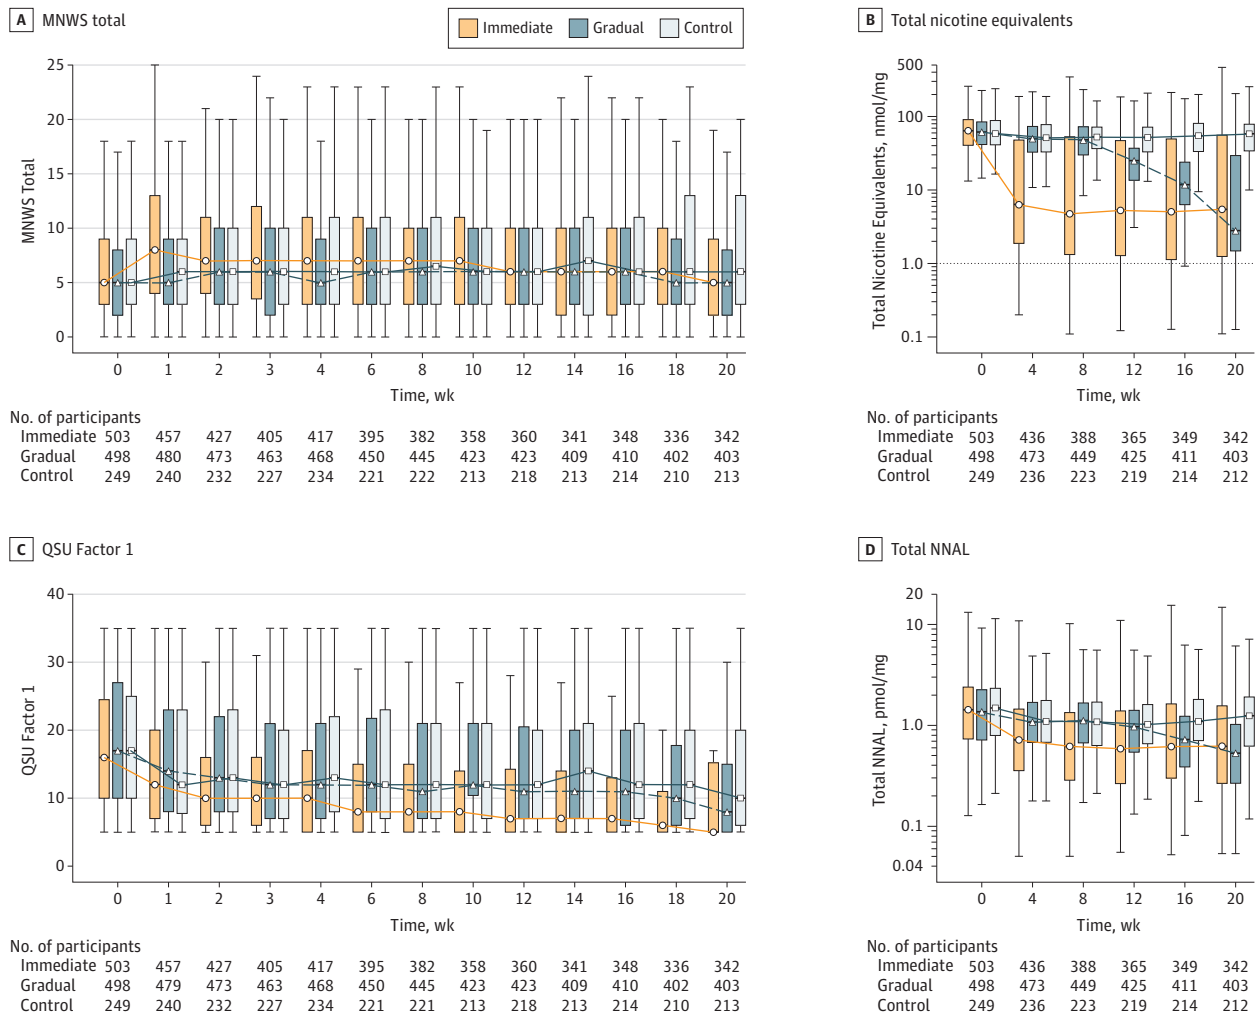 A MNWS total
Immediate Gradual Control
25
20
15
10
5
0
MNWS Total
0 1 2 3 4 6 8 10 12 14 16 18 20
Time, wk
No. of participants
Immediate 503 457 427 405 417 395 382 358 360 341 348 336 342
Gradual 498 480 473 463 468 450 445 423 423 409 410 402 403
Control 249 240 232 227 234 221 222 213 218 213 214 210 213
B Total nicotine equivalents
500
100
10
1.0
0.1
Total Nicotine Equivalents, nmol/mg
0 4 8 12 16 20
Time, wk
No. of participants
Immediate 503 436 388 365 349 342
Gradual 498 473 449 425 411 403
Control 249 236 223 219 214 212
C QSU Factor 1
40
30
20
10
0
QSU Factor 1
0 1 2 3 4 6 8 10 12 14 16 18 20
Time, wk
No. of participants
Immediate 503 457 427 405 417 395 382 358 360 341 348 336 342
Gradual 498 479 473 463 468 450 445 423 423 409 410 402 403
Control 249 240 232 227 234 221 221 213 218 213 214 210 213
D Total NNAL
20
10
1.0
0.1
0.04
Total NNAL, pmol/mg
0 4 8 12 16 20
Time, wk
No. of participants
Immediate 503 436 388 365 349 342
Gradual 498 473 449 425 411 403
Control 249 236 223 219 214 212